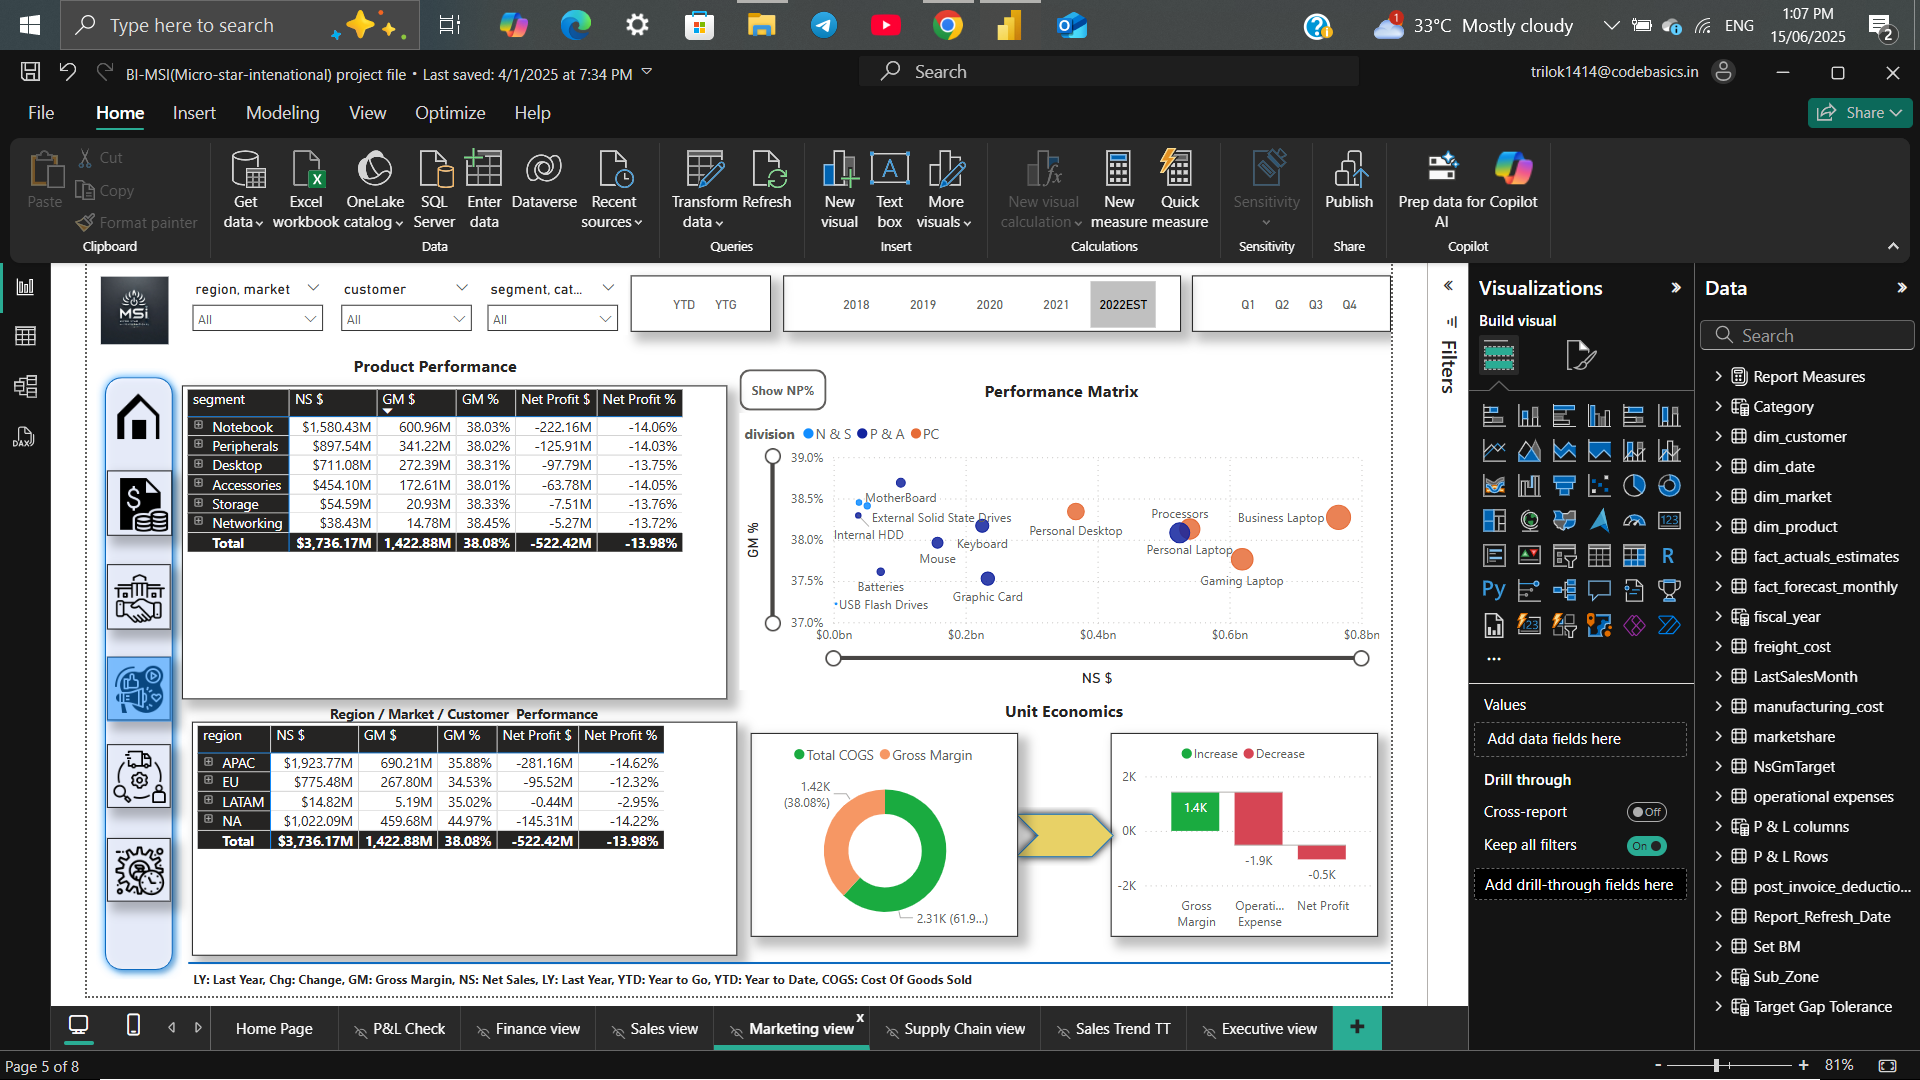 Type here to search
33°C Mostly cloudy
1
ENG
1:07 PM
15/06/2025
2
BI-MSI(Micro-star-intenational) project file • Last saved: 4/1/2025 at 7:34 PM
Search
trilok1414@codebasics.in
File Home Insert Modeling View Optimize Help
Share
Paste
Cut
Copy
Format painter
Clipboard
Get data
Excel workbook
OneLake catalog
SQL Server
Enter data
Dataverse
Recent sources
Data
Transform data
Refresh
Queries
New visual
Text box
More visuals
Insert
New visual calculation
New measure
Quick measure
Calculations
Sensitivity
Sensitivity
Publish
Share
Prep data for AI
Copilot
Copilot
msi
region, market
All
customer
All
segment, cat...
All
YTD YTG
2018 2019 2020 2021 2022EST
Q1 Q2 Q3 Q4
Product Performance
segment NS $ GM $ GM % Net Profit $ Net Profit %
Notebook $1,580.43M 600.96M 38.03% -222.16M -14.06%
Peripherals $897.54M 341.22M 38.02% -125.91M -14.03%
Desktop $711.08M 272.39M 38.31% -97.79M -13.75%
Accessories $454.10M 172.61M 38.01% -63.78M -14.05%
Storage $54.59M 20.93M 38.33% -7.51M -13.76%
Networking $38.43M 14.78M 38.45% -5.27M -13.72%
Total $3,736.17M 1,422.88M 38.08% -522.42M -13.98%
Show NP%
Performance Matrix
division N & S P & A PC
39.0%
38.5%
38.0%
37.5%
37.0%
GM %
MotherBoard
External Solid State Drives
Internal HDD
Keyboard
Mouse
Batteries
USB Flash Drives
Graphic Card
Personal Desktop
Processors
Personal Laptop
Business Laptop
Gaming Laptop
$0.0bn $0.2bn $0.4bn $0.6bn $0.8bn
NS $
Region / Market / Customer Performance
region NS $ GM $ GM % Net Profit $ Net Profit %
APAC $1,923.77M 690.21M 35.88% -281.16M -14.62%
EU $775.48M 267.80M 34.53% -95.52M -12.32%
LATAM $14.82M 5.19M 35.02% -0.44M -2.95%
NA $1,022.09M 459.68M 44.97% -145.31M -14.22%
Total $3,736.17M 1,422.88M 38.08% -522.42M -13.98%
Unit Economics
Total COGS Gross Margin
1.42K
(38.08%)
2.31K (61.9...)
Increase Decrease
2K
0K
-2K
1.4K
-1.9K
-0.5K
Gross Margin
Operati... Expense
Net Profit
LY: Last Year, Chg: Change, GM: Gross Margin, NS: Net Sales, LY: Last Year, YTD: Year to Go, YTD: Year to Date, COGS: Cost Of Goods Sold
Filters
Visualizations
Build visual
123
R
Py
123
...
Values
Add data fields here
Drill through
Cross-report
Off
Keep all filters
On
Add drill-through fields here
Data
Search
Report Measures
Category
dim_customer
dim_date
dim_market
dim_product
fact_actuals_estimates
fact_forecast_monthly
fiscal_year
freight_cost
LastSalesMonth
manufacturing_cost
marketshare
NsGmTarget
operational expenses
P & L columns
P & L Rows
post_invoice_deductio...
Report_Refresh_Date
Set BM
Sub_Zone
Target Gap Tolerance
Home Page
P&L Check
Finance view
Sales view
Marketing view
x
Supply Chain view
Sales Trend TT
Executive view
+
Page 5 of 8
- + 81%